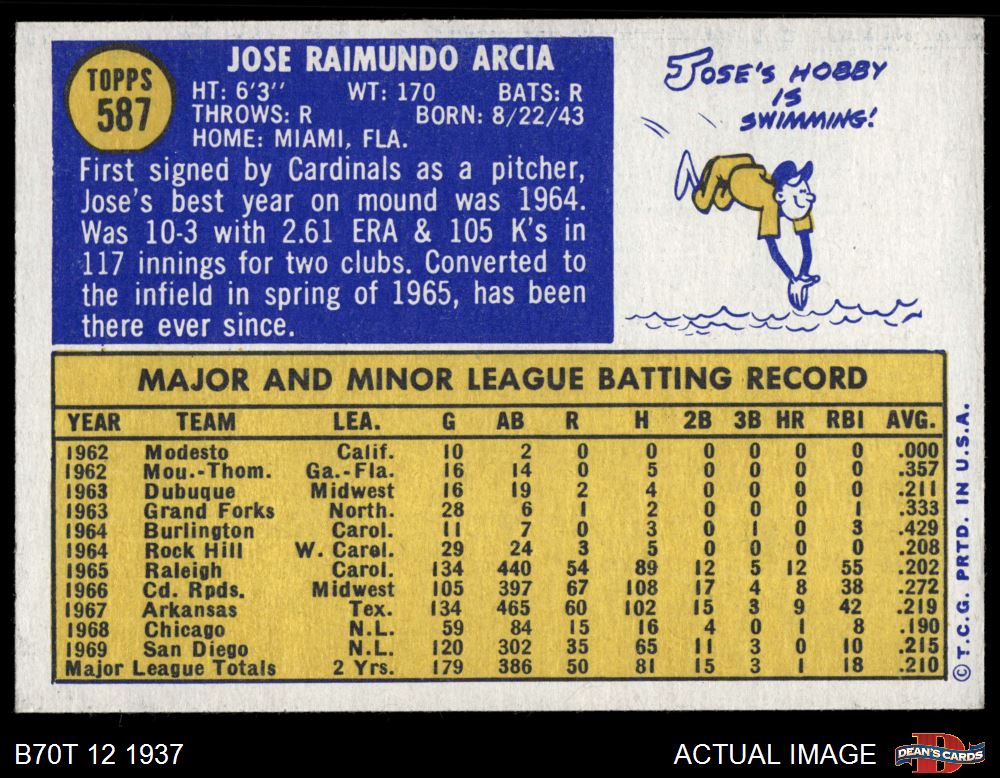 TOPPS
587
JOSE RAIMUNDO ARCIA
HT: 6'3" WT: 170 BATS: R
THROWS: R BORN: 8/22/43
HOME: MIAMI, FLA.
First signed by Cardinals as a pitcher,
Jose's best year on mound was 1964.
Was 10-3 with 2.61 ERA & 105 K's in
117 innings for two clubs. Converted to
the infield in spring of 1965, has been
there ever since.
JOSE'S HOBBY
IS
SWIMMING!
MAJOR AND MINOR LEAGUE BATTING RECORD
YEAR TEAM LEA. G AB R H 2B 3B HR RBI AVG.
1962 Modesto Calif. 10 2 0 0 0 0 0 0 .000
1962 Mou.-Thom. Ga.-Fla. 16 14 0 5 0 0 0 0 .357
1963 Dubuque Midwest 16 19 2 4 0 0 0 0 .211
1963 Grand Forks North. 28 6 1 2 0 0 0 1 .333
1964 Burlington Carol. 11 7 0 3 0 1 0 3 .429
1964 Rock Hill W. Carol. 29 24 3 5 0 0 0 0 .208
1965 Raleigh Carol. 134 440 54 89 12 5 12 55 .202
1966 Cd. Rpds. Midwest 105 397 67 108 17 4 8 38 .272
1967 Arkansas Tex. 134 465 60 102 15 3 9 42 .219
1968 Chicago N.L. 59 84 15 16 4 0 1 8 .190
1969 San Diego N.L. 120 302 35 65 11 3 0 10 .215
Major League Totals 2 Yrs. 179 386 50 81 15 3 1 18 .210
© T.C.G. PRTD. IN U.S.A.
B70T 12 1937
ACTUAL IMAGE
D
DEAN'S CARDS